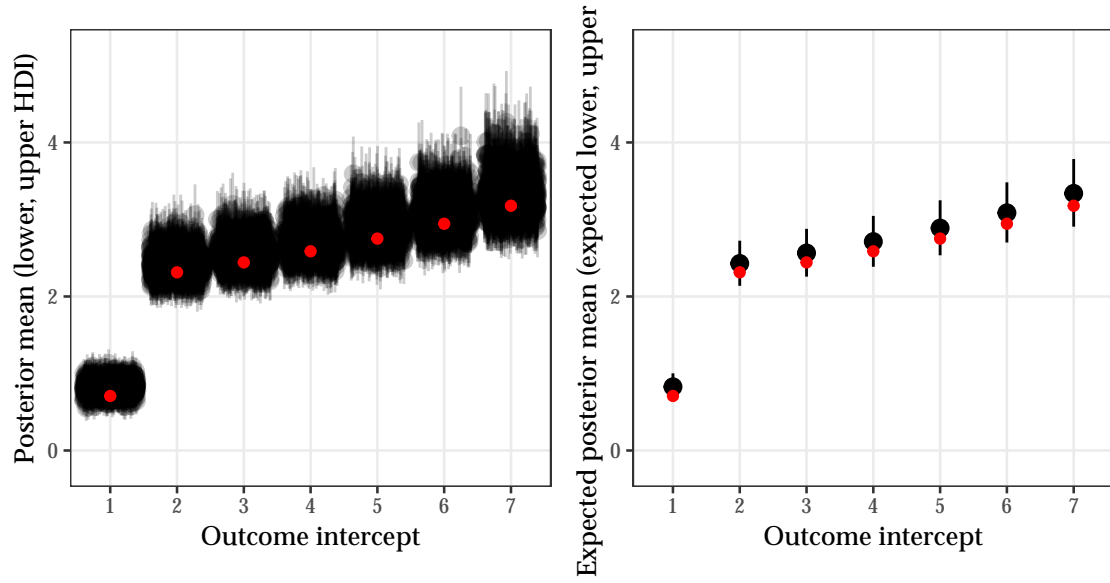 Posterior mean (lower, upper HDI)
4
2
0
1 2 3 4 5 6 7
Outcome intercept
Expected posterior mean (expected lower, upper
4
2
0
1 2 3 4 5 6 7
Outcome intercept